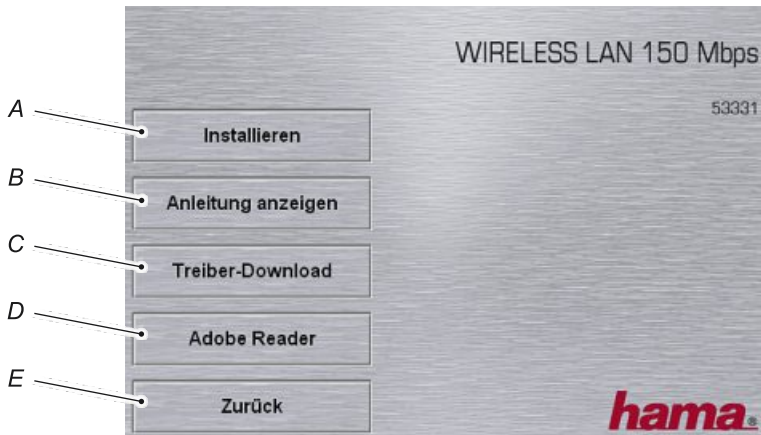 WIRELESS LAN 150 Mbps
53331
A
Installieren
B
Anleitung anzeigen
C
Treiber-Download
D
Adobe Reader
E
Zurück
hama®